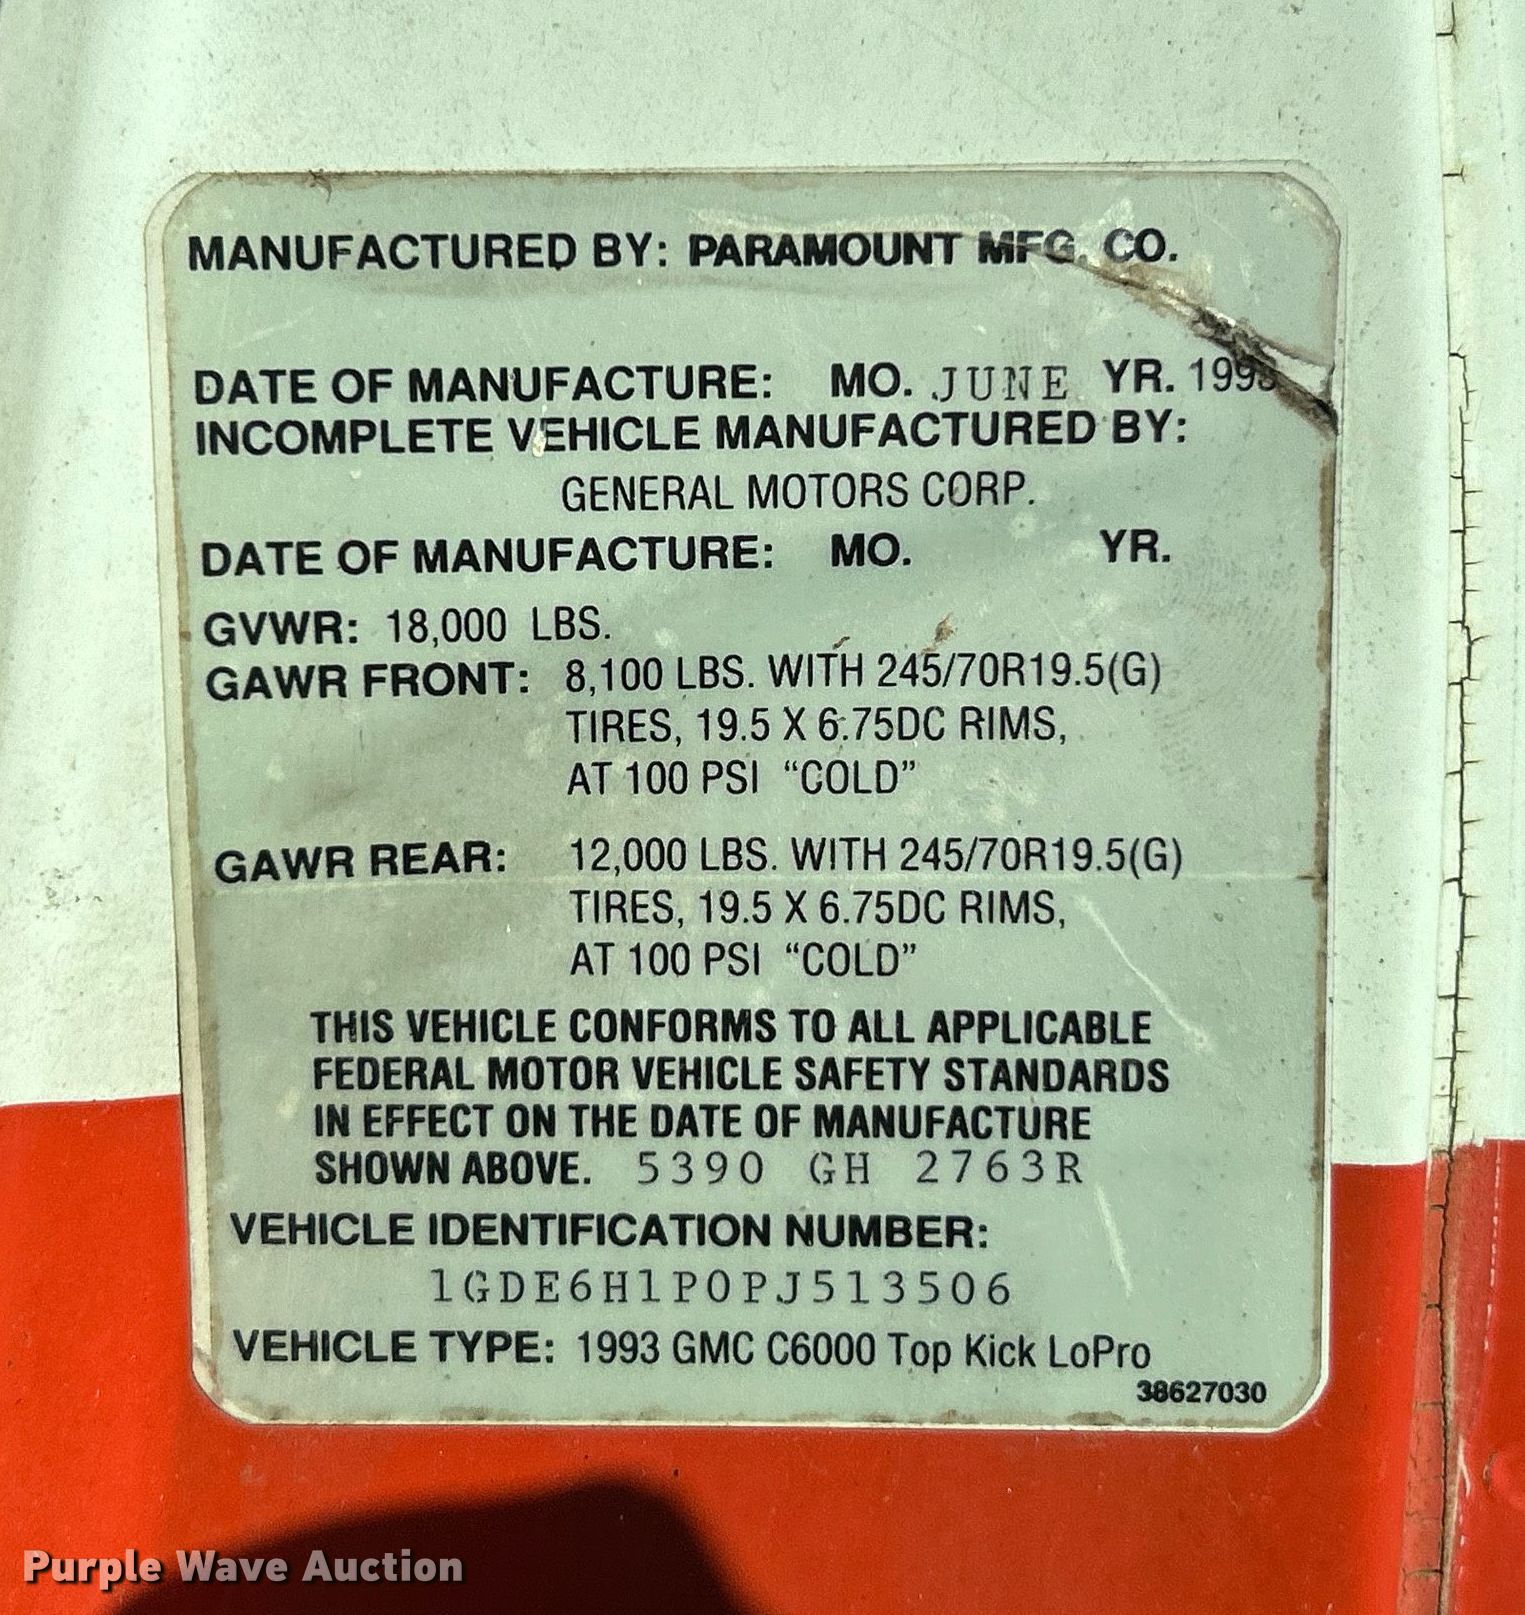 MANUFACTURED BY: PARAMOUNT MFG. CO.
DATE OF MANUFACTURE: MO. JUNE YR. 1993
INCOMPLETE VEHICLE MANUFACTURED BY:
GENERAL MOTORS CORP.
DATE OF MANUFACTURE: MO. YR.
GVWR: 18,000 LBS.
GAWR FRONT: 8,100 LBS. WITH 245/70R19.5(G)
TIRES, 19.5 X 6.75DC RIMS,
AT 100 PSI “COLD”
GAWR REAR: 12,000 LBS. WITH 245/70R19.5(G)
TIRES, 19.5 X 6.75DC RIMS,
AT 100 PSI “COLD”
THIS VEHICLE CONFORMS TO ALL APPLICABLE
FEDERAL MOTOR VEHICLE SAFETY STANDARDS
IN EFFECT ON THE DATE OF MANUFACTURE
SHOWN ABOVE. 5390 GH 2763R
VEHICLE IDENTIFICATION NUMBER:
1GDE6H1P0PJ513506
VEHICLE TYPE: 1993 GMC C6000 Top Kick LoPro
38627030
Purple Wave Auction